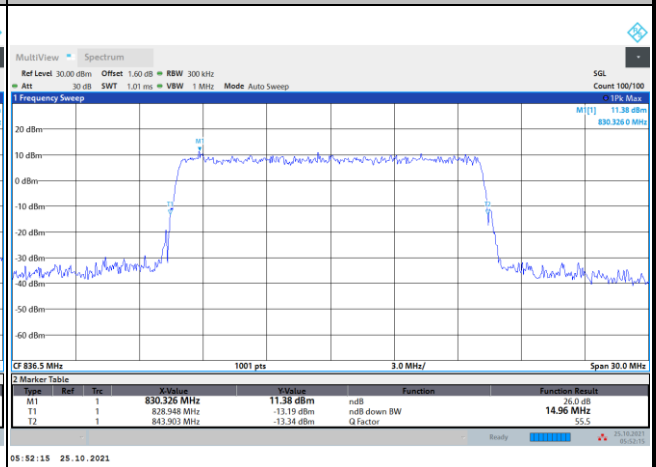 MultiView Spectrum
Ref Level 30.00 dBm Offset 1.60 dB RBW 300 kHz SGL
Att 30 dB SWT 1.01 ms VBW 1 MHz Mode Auto Sweep Count 100/100
1 Frequency Sweep 1Pk Max
M1[1] 11.38 dBm
830.326 0 MHz
20 dBm
M1
10 dBm
0 dBm
-10 dBm
T1 T2
-20 dBm
-30 dBm
-40 dBm
-50 dBm
-60 dBm
CF 836.5 MHz 1001 pts 3.0 MHz/ Span 30.0 MHz
2 Marker Table
Type Ref Trc X-Value Y-Value Function Function Result
M1 1 830.326 MHz 11.38 dBm ndB 26.0 dB
T1 1 828.948 MHz -13.19 dBm ndB down BW 14.96 MHz
T2 1 843.903 MHz -13.34 dBm Q Factor 55.5
Ready 25.10.2021
05:52:15
05:52:15 25.10.2021